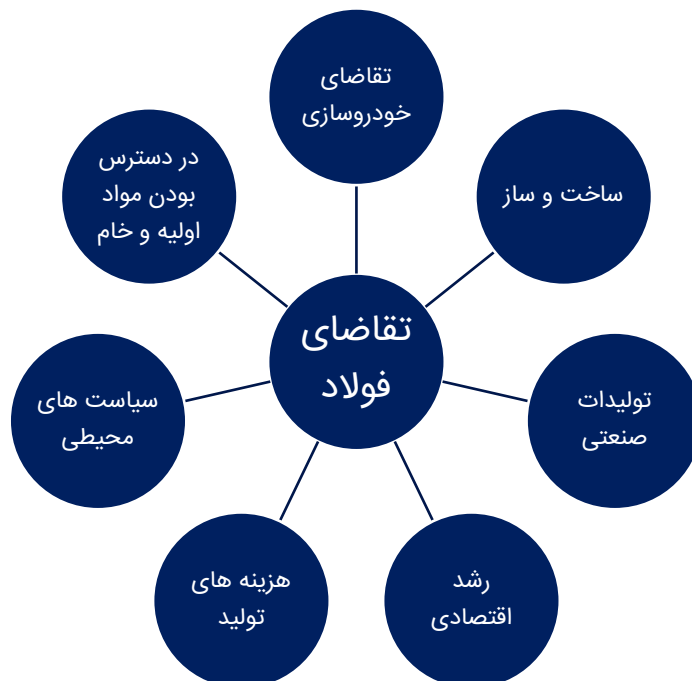 تقاضای
خودروسازی
ساخت و ساز
تولیدات
صنعتی
رشد
اقتصادی
هزینه های
تولید
سیاست های
محیطی
در دسترس
بودن مواد
اولیه و خام
تقاضای
فولاد